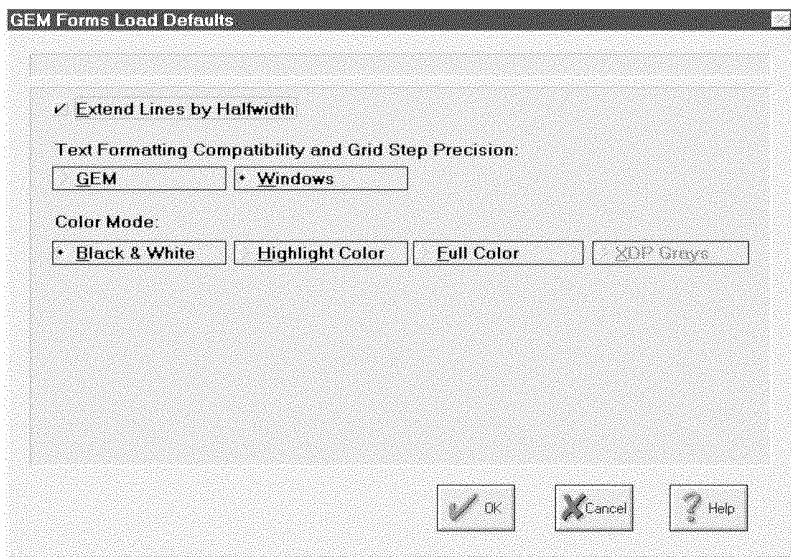 GEM Forms Load Defaults
Extend Lines by Halfwidth
Text Formatting Compatibility and Grid Step Precision:
GEM Windows
Color Mode:
Black & White Highlight Color Full Color XDP Grays
OK Cancel Help